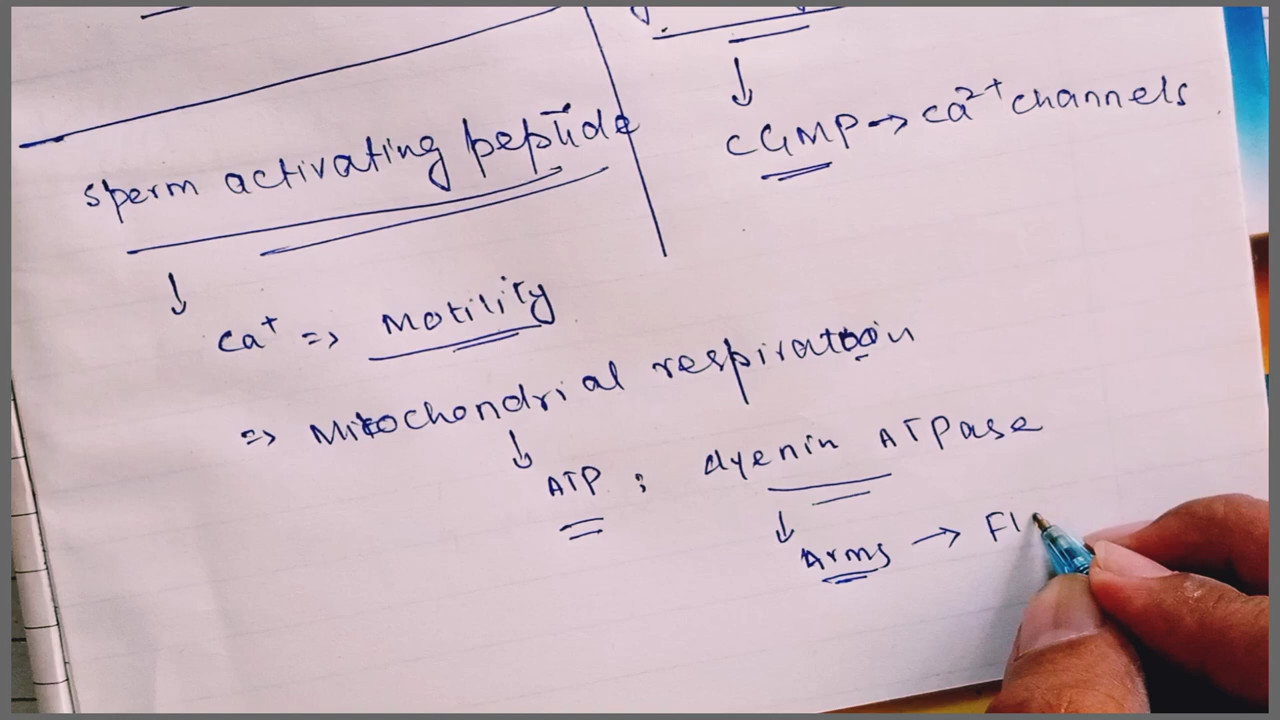 cGMP → Ca²⁺ channels
sperm activating peptide
↓
Ca⁺ => Motility
=> Mitochondrial respiration
↓
ATP ; dyenin ATPase
↓
Arms → Fl